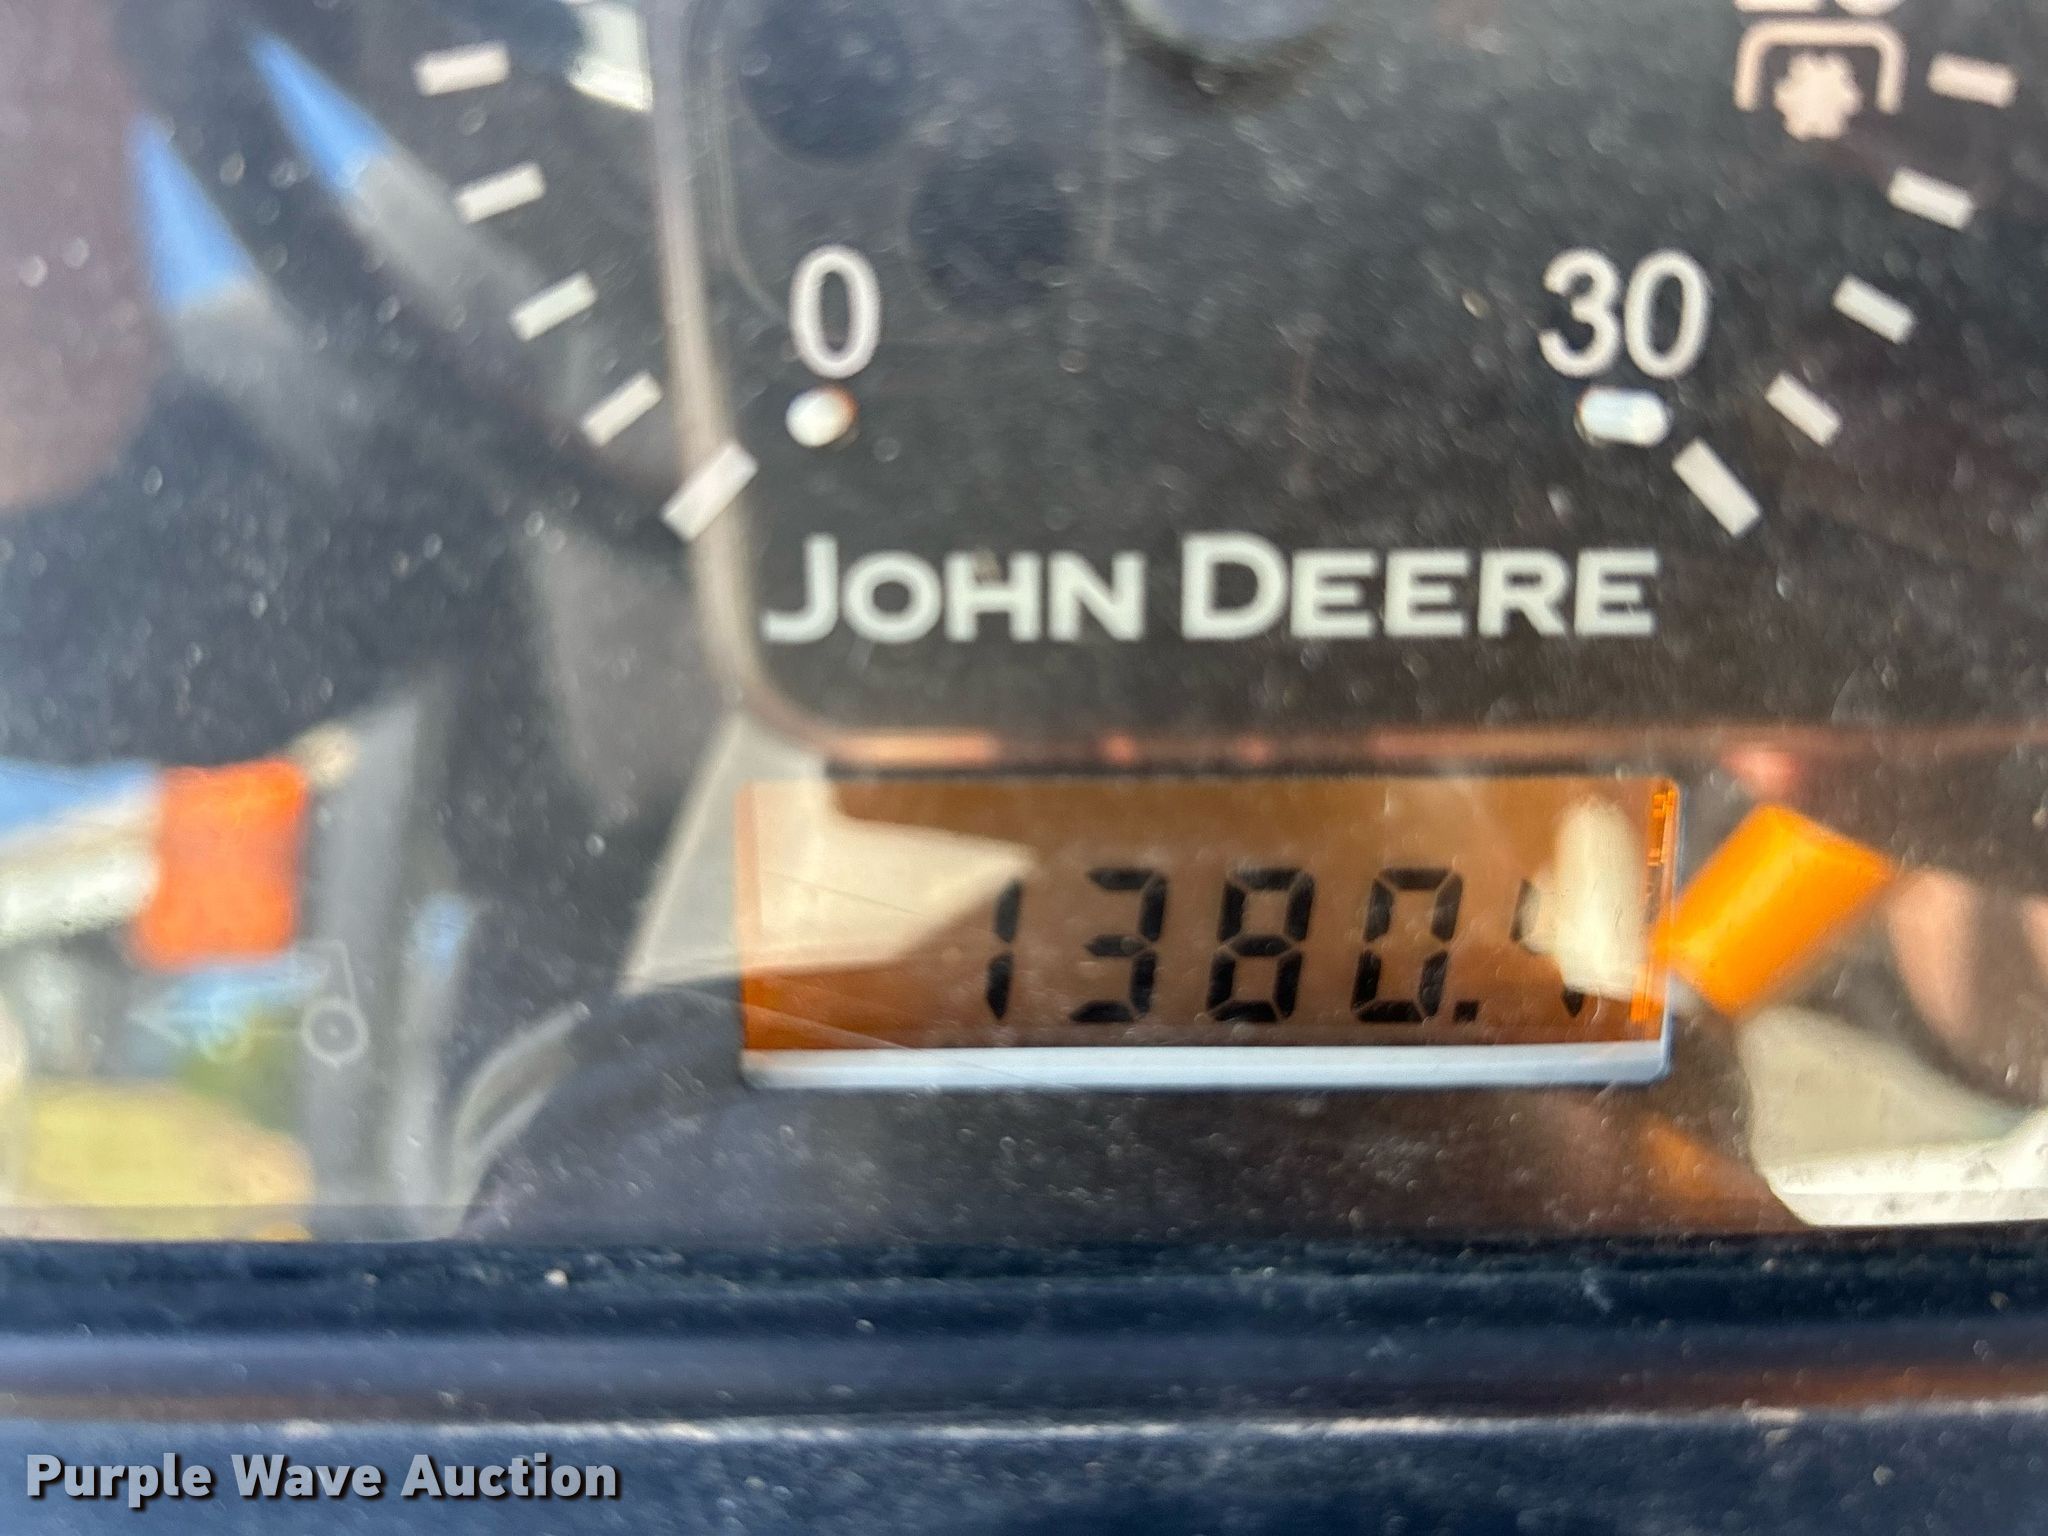 0 30
JOHN DEERE
1380.
Purple Wave Auction